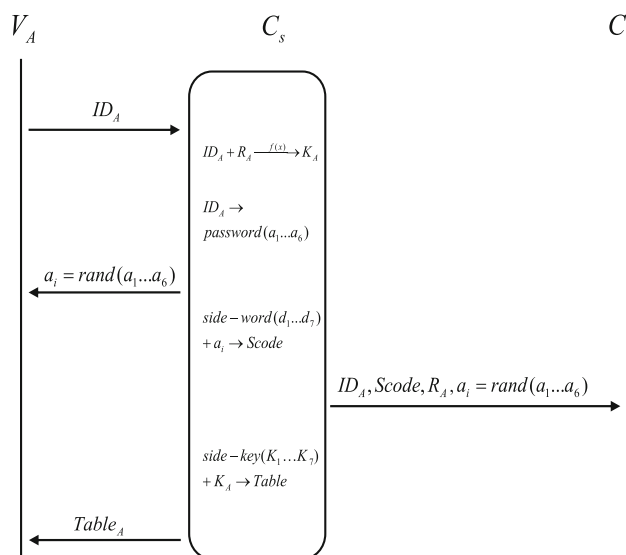 V_A C_s C
ID_A
ID_A + R_A —f(x)→ K_A
ID_A →
password(a_1...a_6)
a_i = rand(a_1...a_6)
side-word(d_1...d_7)
+ a_i → Scode
ID_A, Scode, R_A, a_i = rand(a_1...a_6)
side-key(K_1...K_7)
+ K_A → Table
Table_A